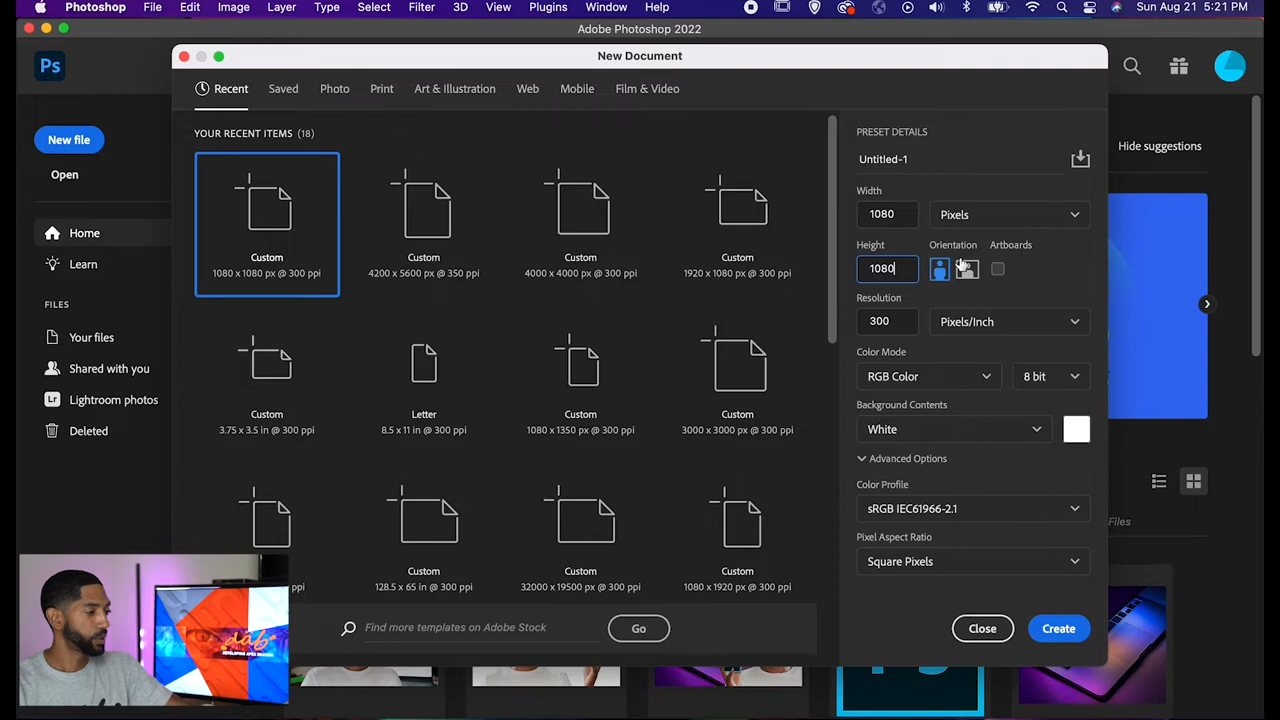 Photoshop File Edit Image Layer Type Select Filter 3D View Plugins Window Help Sun Aug 21 5:21 PM
Adobe Photoshop 2022
Ps
New Document
Recent Saved Photo Print Art & Illustration Web Mobile Film & Video
New file
Open
Home
Learn
FILES
Your files
Shared with you
Lr Lightroom photos
Deleted
YOUR RECENT ITEMS (18)
Custom
1080 x 1080 px @ 300 ppi
Custom
4200 x 5600 px @ 350 ppi
Custom
4000 x 4000 px @ 300 ppi
Custom
1920 x 1080 px @ 300 ppi
Custom
3.75 x 3.5 in @ 300 ppi
Letter
8.5 x 11 in @ 300 ppi
Custom
1080 x 1350 px @ 300 ppi
Custom
3000 x 3000 px @ 300 ppi
Custom
128.5 x 65 in @ 300 ppi
Custom
32000 x 19500 px @ 300 ppi
Custom
1080 x 1920 px @ 300 ppi
Find more templates on Adobe Stock Go
PRESET DETAILS
Untitled-1
Width
1080 Pixels
Height Orientation Artboards
1080
Resolution
300 Pixels/Inch
Color Mode
RGB Color 8 bit
Background Contents
White
Advanced Options
Color Profile
sRGB IEC61966-2.1
Pixel Aspect Ratio
Square Pixels
Close Create
Hide suggestions
Files
dab
DEVELOPING APEX BRANDS